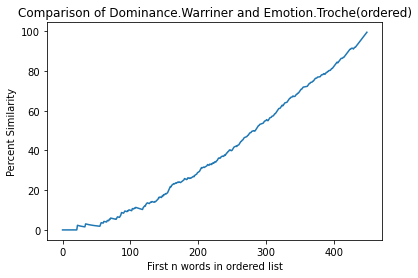 Comparison of Dominance.Warriner and Emotion.Troche(ordered)
100
80
60
40
20
0
Percent Similarity
0 100 200 300 400
First n words in ordered list